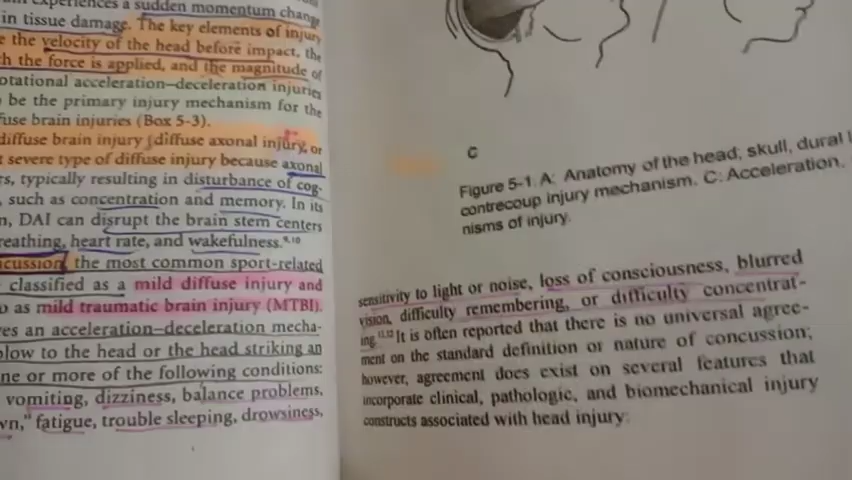 experiences a sudden momentum change
in tissue damage. The key elements of injury
e the velocity of the head before impact, the
h the force is applied, and the magnitude of
otational acceleration–deceleration injuries
be the primary injury mechanism for the
fuse brain injuries (Box 5-3).
diffuse brain injury (diffuse axonal injury, or
t severe type of diffuse injury because axonal
rs, typically resulting in disturbance of cog-
, such as concentration and memory. In its
n, DAI can disrupt the brain stem centers
reathing, heart rate, and wakefulness.9,10
cussion, the most common sport-related
classified as a mild diffuse injury and
o as mild traumatic brain injury (MTBI).
es an acceleration–deceleration mecha-
blow to the head or the head striking an
ne or more of the following conditions:
vomiting, dizziness, balance problems,
wn," fatigue, trouble sleeping, drowsiness,
C
Figure 5-1. A: Anatomy of the head; skull, dural
contrecoup injury mechanism. C: Acceleration,
nisms of injury.
sensitivity to light or noise, loss of consciousness, blurred
vision, difficulty remembering, or difficulty concentrat-
ing.11,12 It is often reported that there is no universal agree-
ment on the standard definition or nature of concussion;
however, agreement does exist on several features that
incorporate clinical, pathologic, and biomechanical injury
constructs associated with head injury: